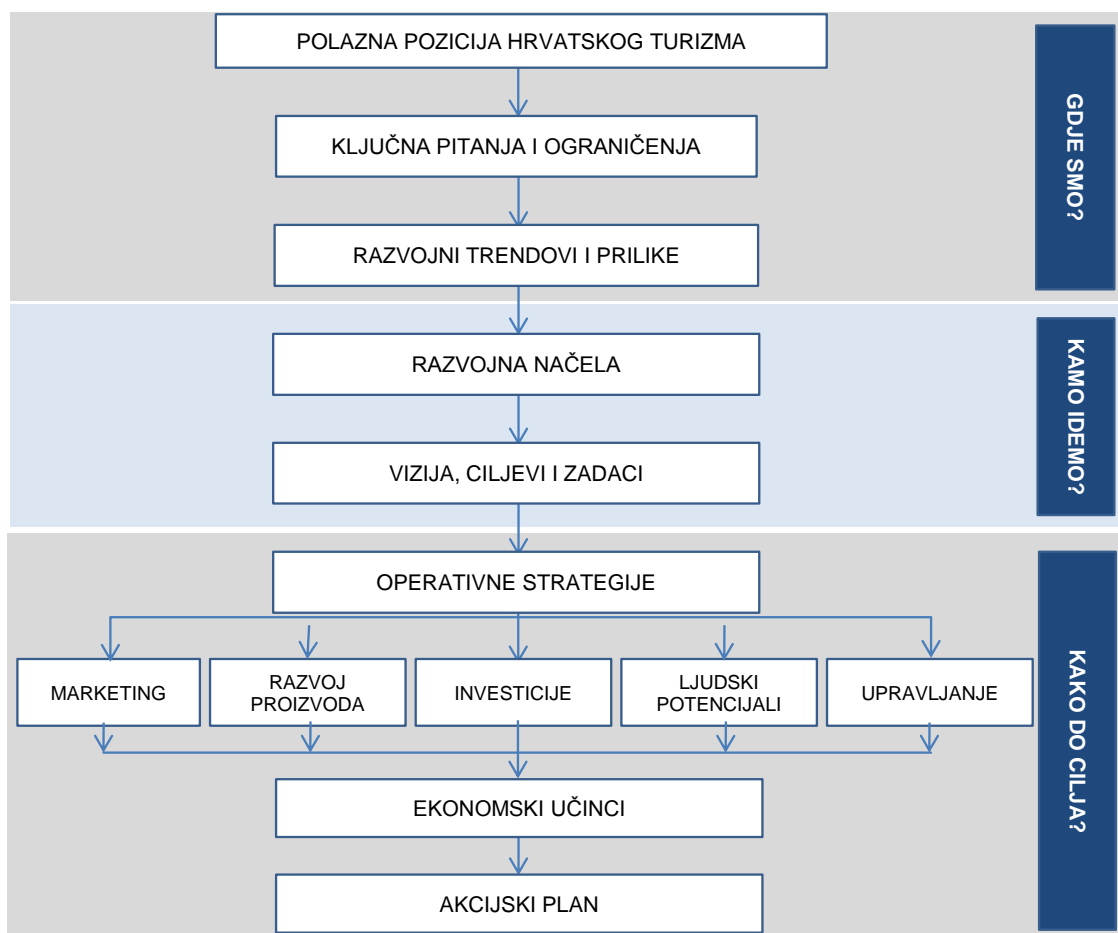 POLAZNA POZICIJA HRVATSKOG TURIZMA
KLJUČNA PITANJA I OGRANIČENJA
RAZVOJNI TRENDOVI I PRILIKE
GDJE SMO?
RAZVOJNA NAČELA
VIZIJA, CILJEVI I ZADACI
KAMO IDEMO?
OPERATIVNE STRATEGIJE
MARKETING
RAZVOJ
PROIZVODA
INVESTICIJE
LJUDSKI
POTENCIJALI
UPRAVLJANJE
EKONOMSKI UČINCI
AKCIJSKI PLAN
KAKO DO CILJA?